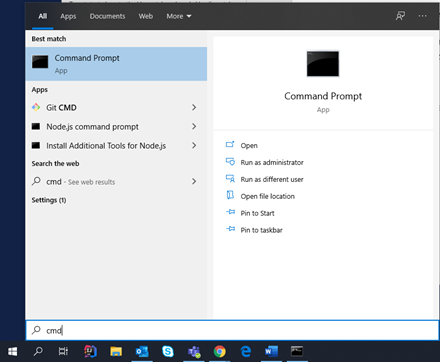 All Apps Documents Web More
Best match
Command Prompt
App
Apps
Git CMD
Node.js command prompt
Install Additional Tools for Node.js
Search the web
cmd - See web results
Settings (1)
Command Prompt
App
Open
Run as administrator
Run as different user
Open file location
Pin to Start
Pin to taskbar
cmd